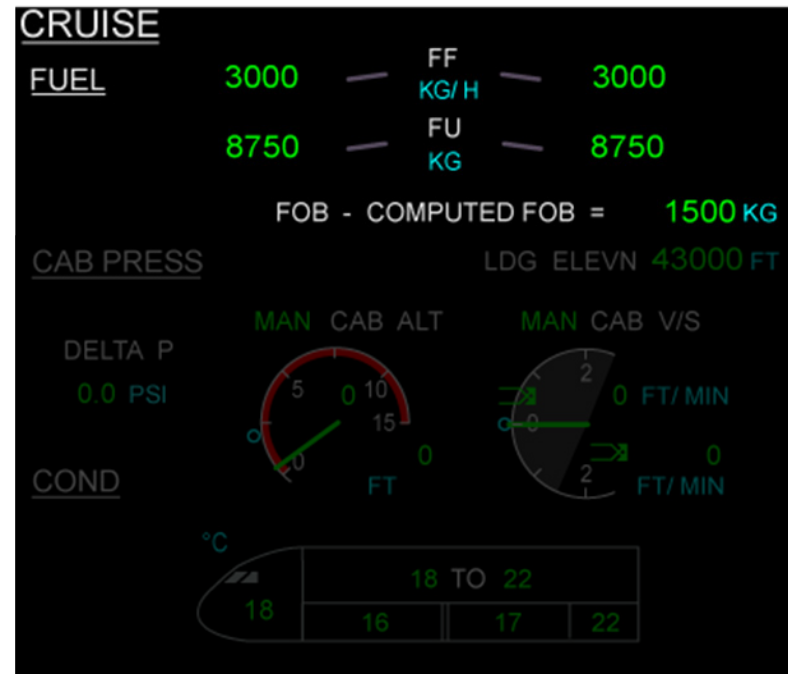 CRUISE
FUEL 3000 FF 3000
KG/ H
8750 FU 8750
KG
FOB - COMPUTED FOB = 1500 KG
CAB PRESS LDG ELEVN 43000 FT
MAN CAB ALT MAN CAB V/S
DELTA P
0.0 PSI 5 0 10 2 0 FT/ MIN
15 0
0 0 0
COND FT 2 FT/ MIN
°C
18 TO 22
18 16 17 22